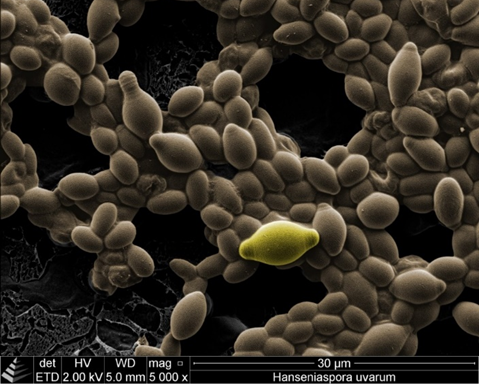 det HV WD mag □ 30 µm
ETD 2.00 kV 5.0 mm 5 000 x Hanseniaspora uvarum